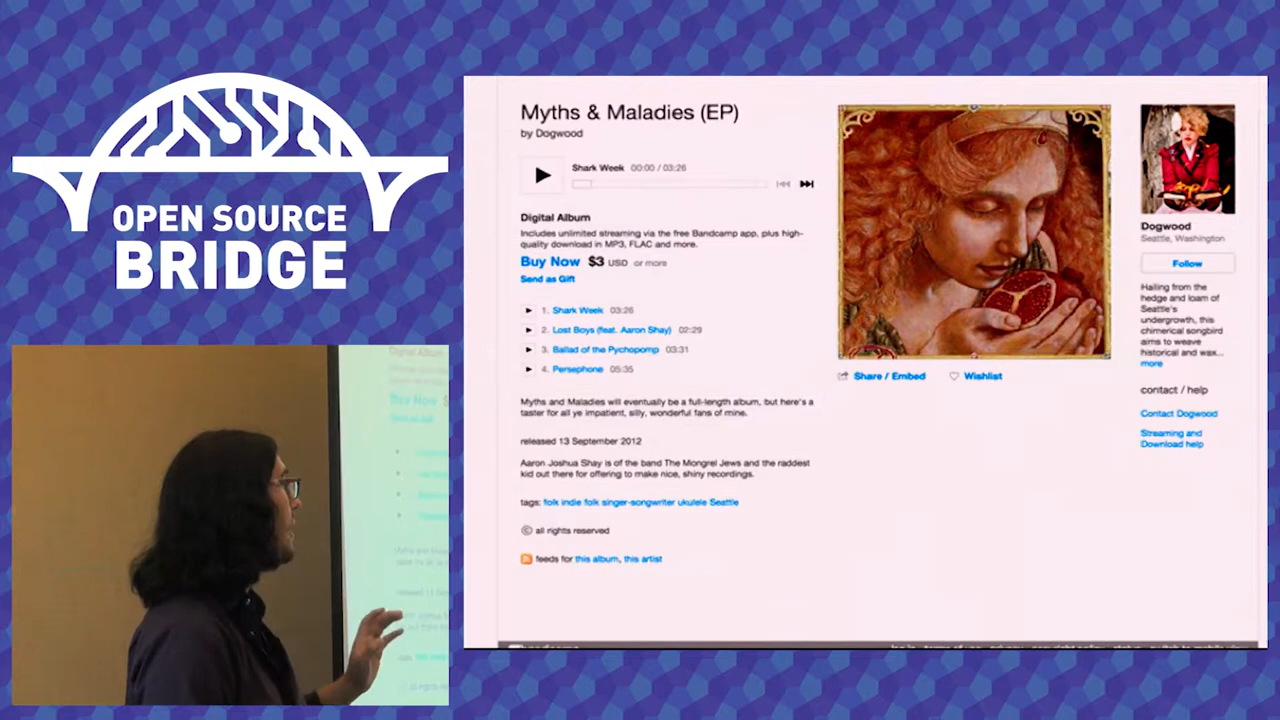 OPEN SOURCE
BRIDGE
Myths & Maladies (EP)
by Dogwood
Shark Week 00:00 / 03:26
Digital Album
Includes unlimited streaming via the free Bandcamp app, plus high-
quality download in MP3, FLAC and more.
Buy Now $3 USD or more
Send as Gift
1. Shark Week 03:26
2. Lost Boys (feat. Aaron Shay) 02:29
3. Ballad of the Pychopomp 03:31
4. Persephone 05:35
Myths and Maladies will eventually be a full-length album, but here's a
taster for all ye impatient, silly, wonderful fans of mine.
released 13 September 2012
Aaron Joshua Shay is of the band The Mongrel Jews and the raddest
kid out there for offering to make nice, shiny recordings.
tags: folk indie folk singer-songwriter ukulele Seattle
© all rights reserved
feeds for this album, this artist
Share / Embed
Wishlist
Dogwood
Seattle, Washington
Follow
Hailing from the
hedge and loam of
Seattle's
undergrowth, this
chimerical songbird
aims to weave
historical and wax...
more
contact / help
Contact Dogwood
Streaming and
Download help
Digital Album
Buy Now $